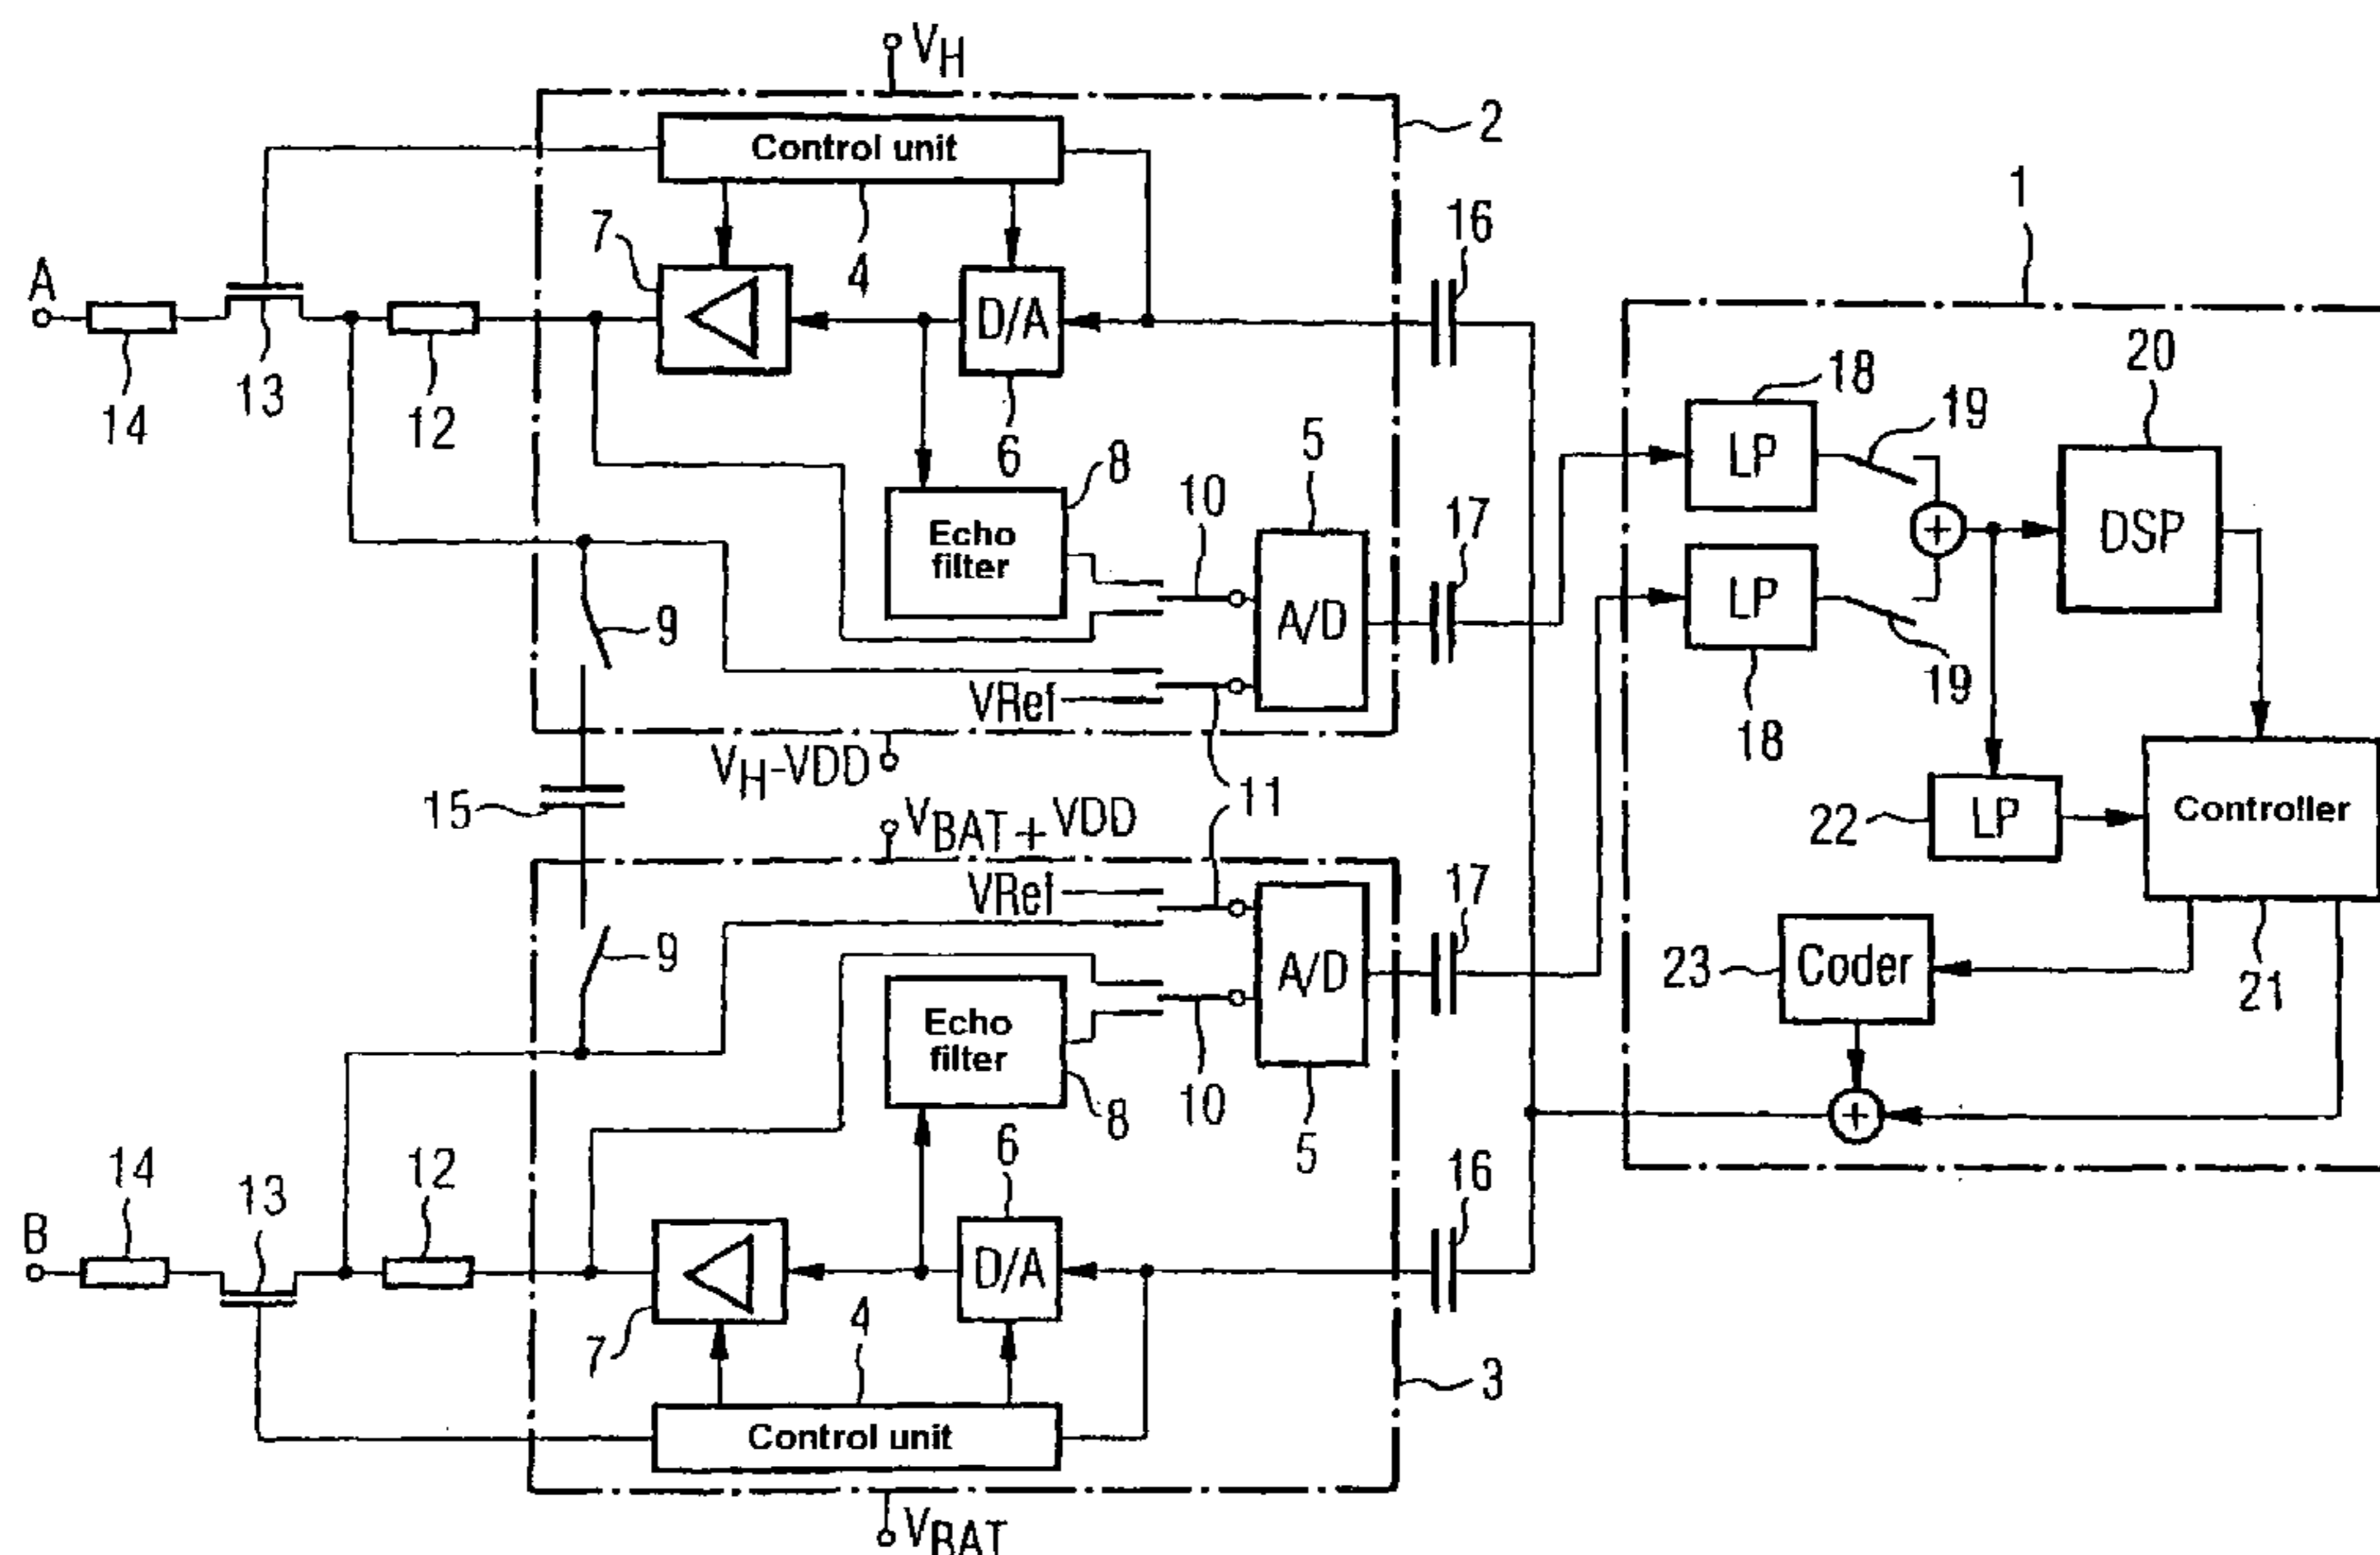 VH
2
Control unit
1
7
4
16
A
D/A
14
13
12
6
20
18
19
5
8
LP
10
17
Echo
filter
DSP
A/D
9
LP
19
VRef
18
VH-VDD
11
15
VBAT+VDD
Controller
22
LP
VRef
17
9
23
Coder
A/D
21
Echo
filter
10
8
6
5
14
12
16
13
B
D/A
4
7
3
Control unit
VBAT